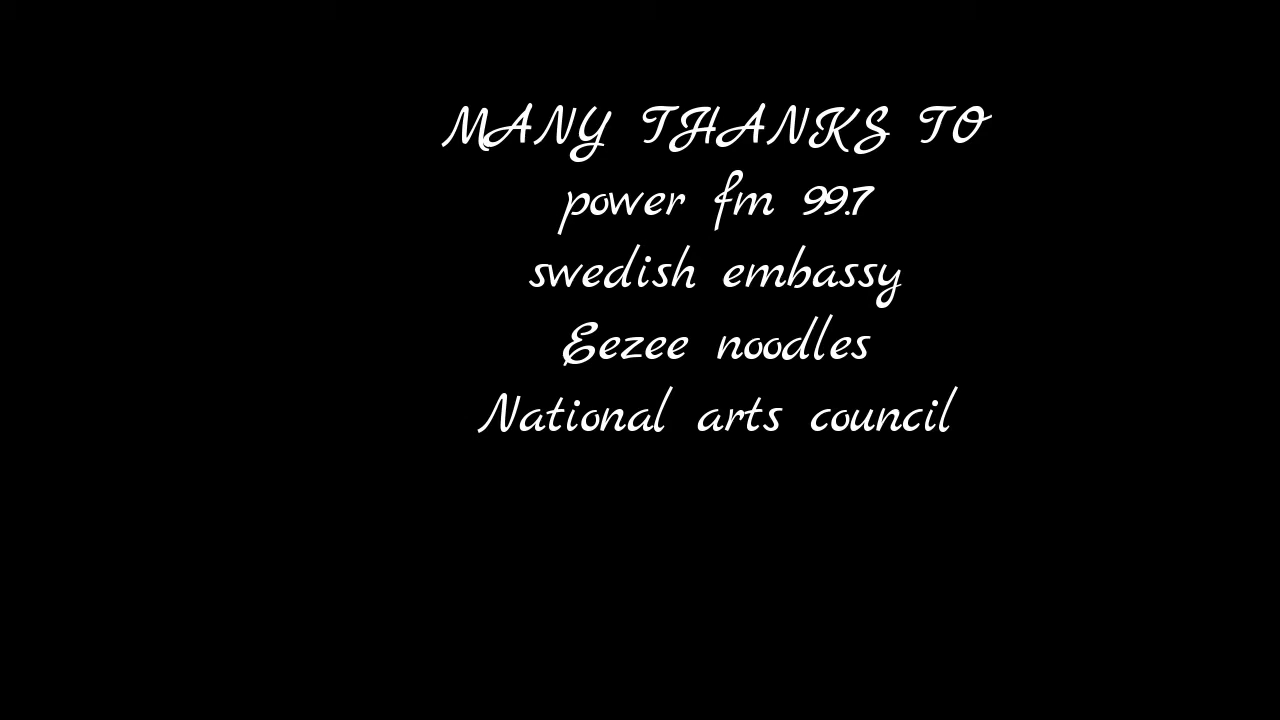 MANY THANKS TO
power fm 99.7
swedish embassy
Eezee noodles
National arts council